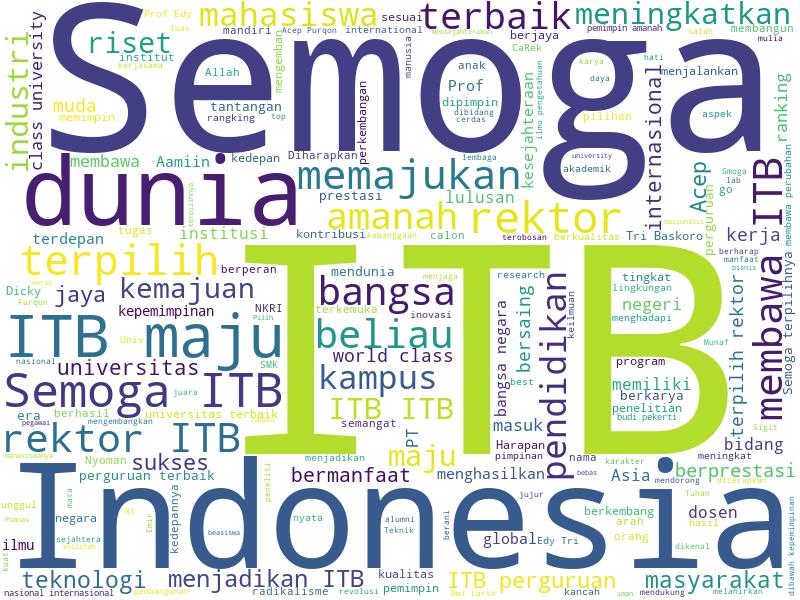 Semoga
ITB
Indonesia
dunia
mahasiswa
terbaik
meningkatkan
industri
class university
Prof Edy
luas
mandiri
Acep Purqon
international
sesuai
mensejahterakan
pemimpin amanah
salah
membangun
mulia
riset
institut
kerjasama
muda
memimpin
Allah
tantangan
rangking
top
mengemban
manusia
berjaya
CaRek
anak
Prof
dipimpin
dibidang
cerdas
karya
daya
hati
menjalankan
pilihan
aspek
ranking
ilmu pengetahuan
kesejahteraan
internasional
perkembangan
membawa
Aamiin
kedepan
Diharapkan
lembaga
university
akademik
memajukan
prestasi
lulusan
Acep
Smoga
lab
go
perguruan
ITB
membawa perubahan
terpilihnya
tugas
institusi
terdepan
amanah
rektor
kontribusi
kebanggaan
calon
terobosan
berkualitas
Tri Baskoro
nasionalis
kerja
berharap
manfaat
bisnis
terpilih
berperan
mendunia
menjaga
research
tingkat
lingkungan
keras
Dicky
Furqon
jaya
kemajuan
NKRI
bangsa
terkemuka
inovasi
negeri
menghadapi
kepemimpinan
Pilih
Univ
ITB maju
beliau
bersaing
bangsa negara
pendidikan
keilmuan
Munaf
terpilih rektor
membawa
Semoga terpilihnya
nasional
universitas
SMK
world class
program
Semoga ITB
juara
kampus
best
memiliki
berkarya
penelitian
budi pekerti
era
pegawai
berhasil
mengembangkan
universitas terbaik
ITB ITB
semangat
masuk
Harapan
pimpinan
rektor ITB
PT
maju
bidang
Sigit
mahasiswanya
Nyoman
sukses
menjadikan
nama
meningkat
perguruan terbaik
peneliti
bermanfaat
menghasilkan
bebas
karakter
Asia
mendorong
berprestasi
diterapkan
unggul
mata
kedepannya
jujur
Tuhan
negara
RI
Emir
nyata
alumni
Teknik
berani
berkembang
arah
dosen
hasil
sejahtera
beasiswa
global
Edy Tri
orang
dikenal
ilmu
khilafah
kuat
teknologi
menjadikan ITB
kualitas
ITB perguruan
masyarakat
dibawah kepemimpinan
nasional internasional
pembangunan
radikalisme
revolusi
pemimpin
Dwi Larso
kancah
iman
mendukung
melahirkan